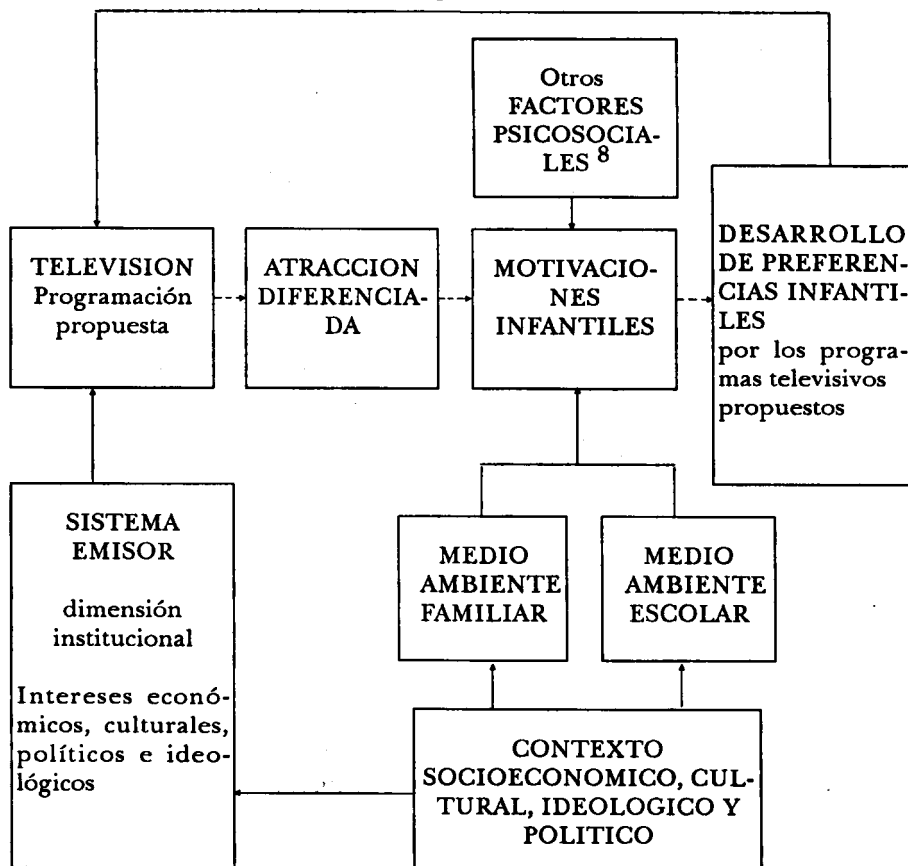 Otros
FACTORES
PSICOSOCIA-
LES 8
TELEVISION
Programación
propuesta
ATRACCION
DIFERENCIA-
DA
MOTIVACIO-
NES
INFANTILES
DESARROLLO
DE PREFEREN-
CIAS INFANTI-
LES
por los progra-
mas televisivos
propuestos
SISTEMA
EMISOR
dimensión
institucional
Intereses econó-
micos, culturales,
políticos e ideo-
lógicos
MEDIO
AMBIENTE
FAMILIAR
MEDIO
AMBIENTE
ESCOLAR
CONTEXTO
SOCIOECONOMICO, CUL-
TURAL, IDEOLOGICO Y
POLITICO